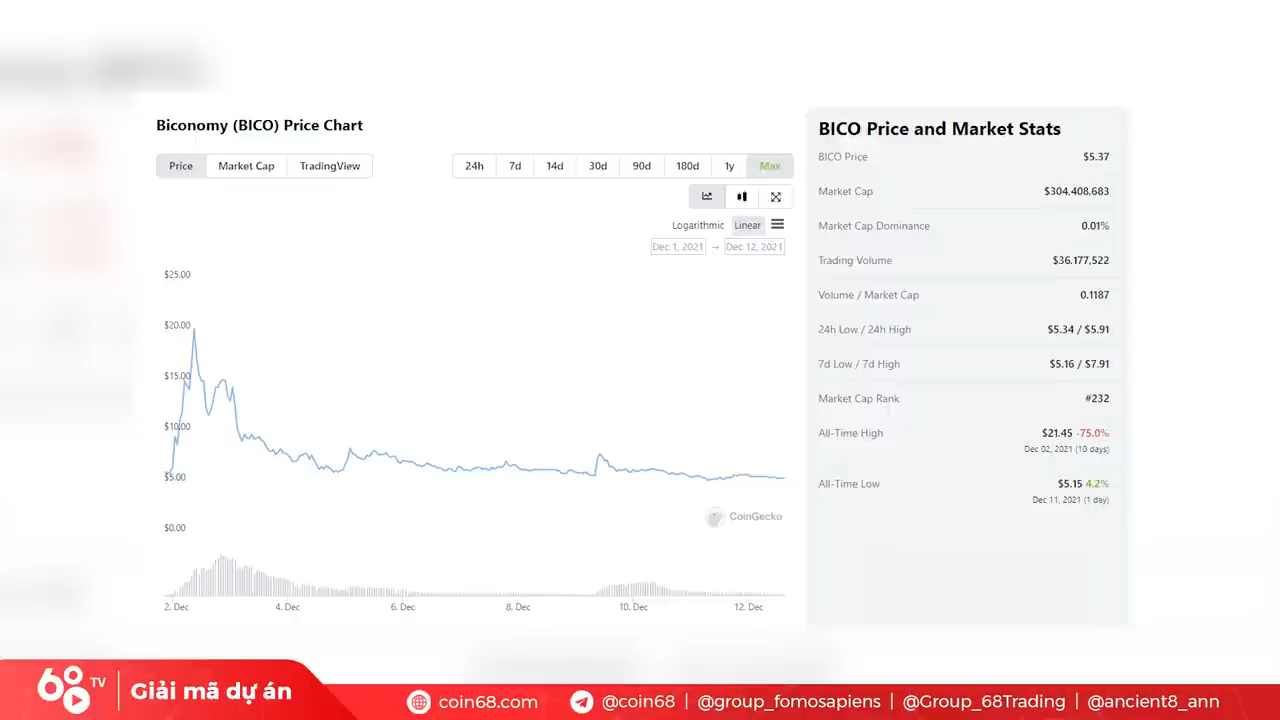 Biconomy (BICO) Price Chart
Price Market Cap TradingView
24h 7d 14d 30d 90d 180d 1y Max
Logarithmic Linear
Dec 1, 2021 → Dec 12, 2021
$25.00
$20.00
$15.00
$10.00
$5.00
$0.00
CoinGecko
2. Dec 4. Dec 6. Dec 8. Dec 10. Dec 12. Dec
BICO Price and Market Stats
BICO Price $5.37
Market Cap $304,408,683
Market Cap Dominance 0.01%
Trading Volume $36.177,522
Volume / Market Cap 0.1187
24h Low / 24h High $5.34 / $5.91
7d Low / 7d High $5.16 / $7.91
Market Cap Rank #232
All-Time High $21.45 -75.0%
Dec 02, 2021 (10 days)
All-Time Low $5.15 4.2%
Dec 11, 2021 (1 day)
68 TV Giải mã dự án
coin68.com @coin68 | @group_fomosapiens | @Group_68Trading | @ancient8_ann